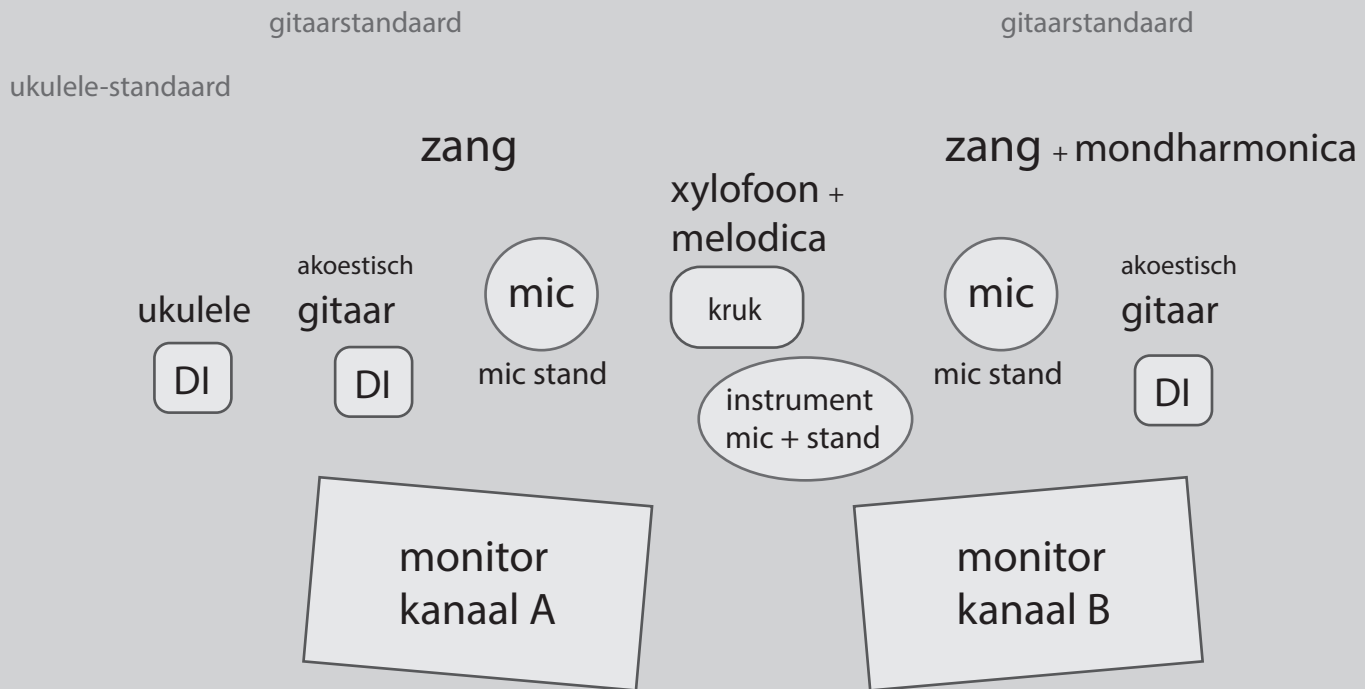 gitaarstandaard
gitaarstandaard
ukulele-standaard
zang
zang + mondharmonica
xylofoon +
melodica
akoestisch
gitaar
ukulele
DI
DI
mic
mic stand
kruk
instrument
mic + stand
mic
mic stand
akoestisch
gitaar
DI
monitor
kanaal A
monitor
kanaal B